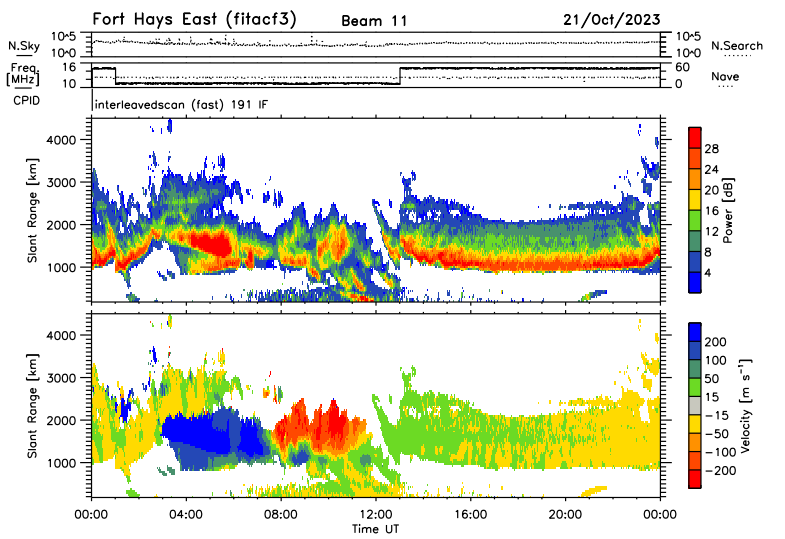 Fort Hays East (fitacf3) Beam 11 21/Oct/2023
N.Sky 10^5 10^0 10^5 10^0 N.Search
Freq. [MHz] 16 10 60 0 Nave
CPID interleavedscan (fast) 191 IF
Slant Range [km]
4000
3000
2000
1000
28
24
20
16
12
8
4
Power [dB]
Slant Range [km]
4000
3000
2000
1000
200
100
50
15
−15
−50
−100
−200
Velocity [m s⁻¹]
00:00 04:00 08:00 12:00 16:00 20:00 00:00
Time UT